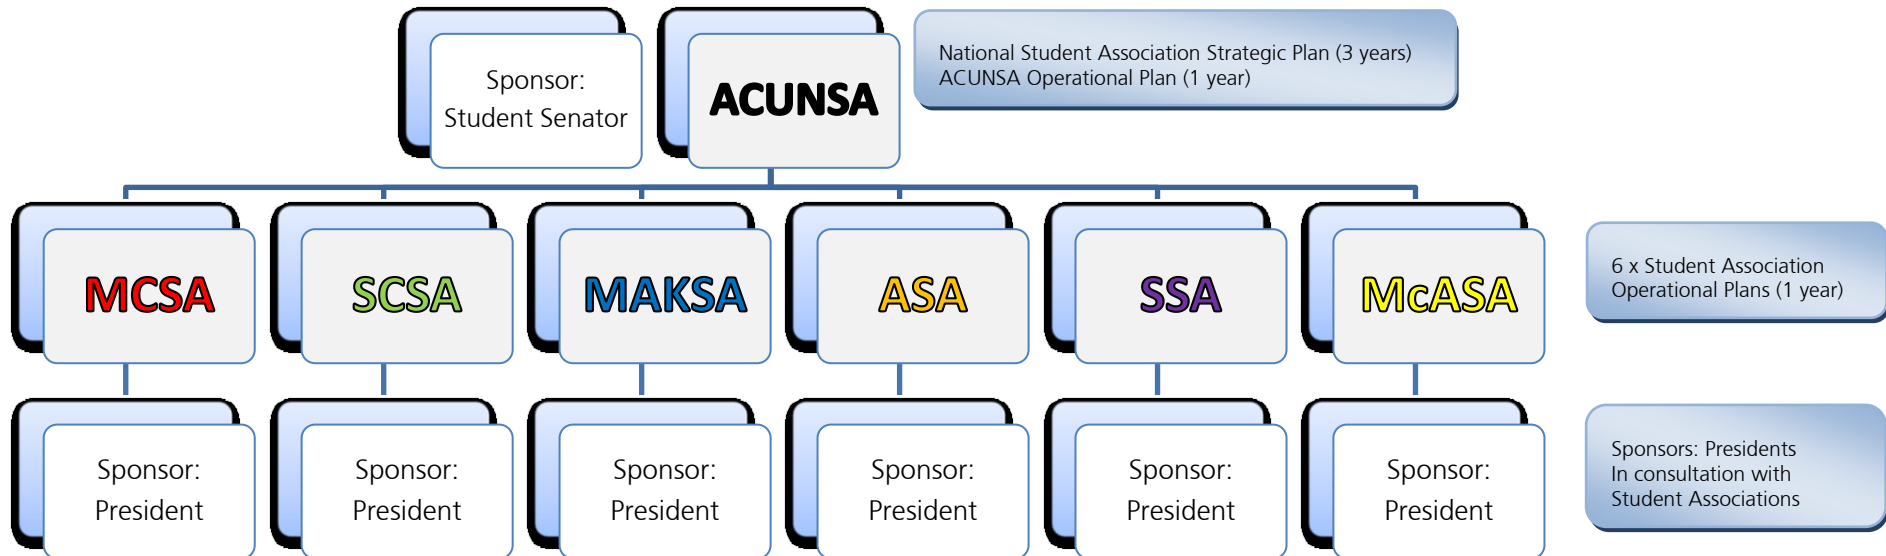 Sponsor:
Student Senator
ACUNSA
National Student Association Strategic Plan (3 years)
ACUNSA Operational Plan (1 year)
MCSA
SCSA
MAKSA
ASA
SSA
McASA
6 x Student Association
Operational Plans (1 year)
Sponsor:
President
Sponsor:
President
Sponsor:
President
Sponsor:
President
Sponsor:
President
Sponsor:
President
Sponsors: Presidents
In consultation with
Student Associations